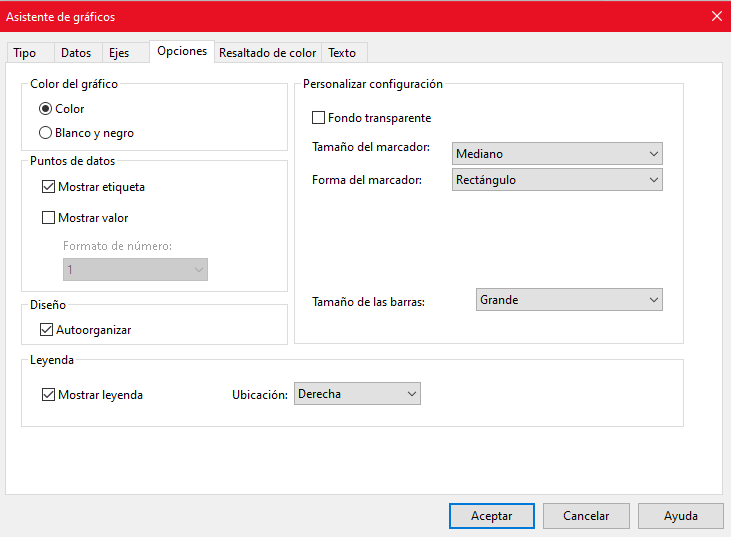 Asistente de gráficos
Tipo Datos Ejes Opciones Resaltado de color Texto
Color del gráfico
Color
Blanco y negro
Puntos de datos
Mostrar etiqueta
Mostrar valor
Formato de número:
1
Diseño
Autoorganizar
Personalizar configuración
Fondo transparente
Tamaño del marcador: Mediano
Forma del marcador: Rectángulo
Tamaño de las barras: Grande
Leyenda
Mostrar leyenda Ubicación: Derecha
Aceptar Cancelar Ayuda